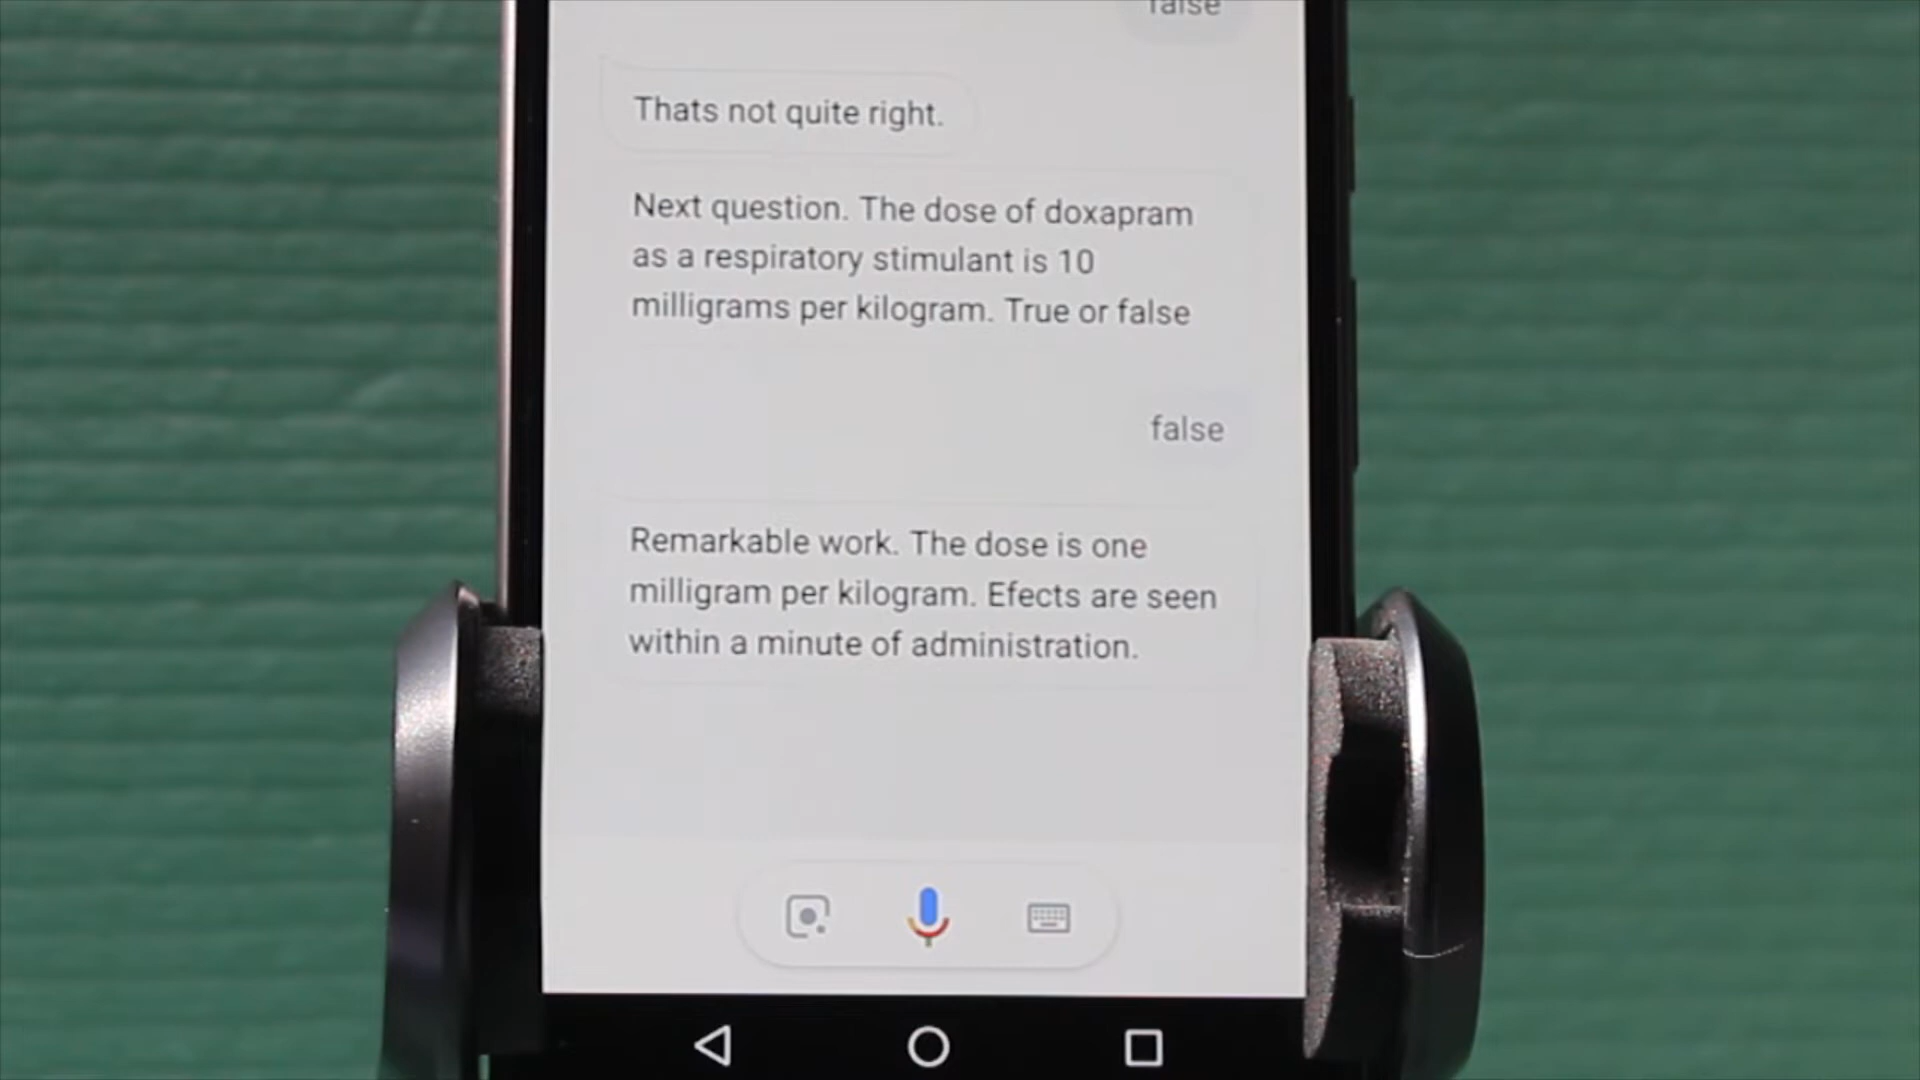 false
Thats not quite right.
Next question. The dose of doxapram
as a respiratory stimulant is 10
milligrams per kilogram. True or false
false
Remarkable work. The dose is one
milligram per kilogram. Efects are seen
within a minute of administration.